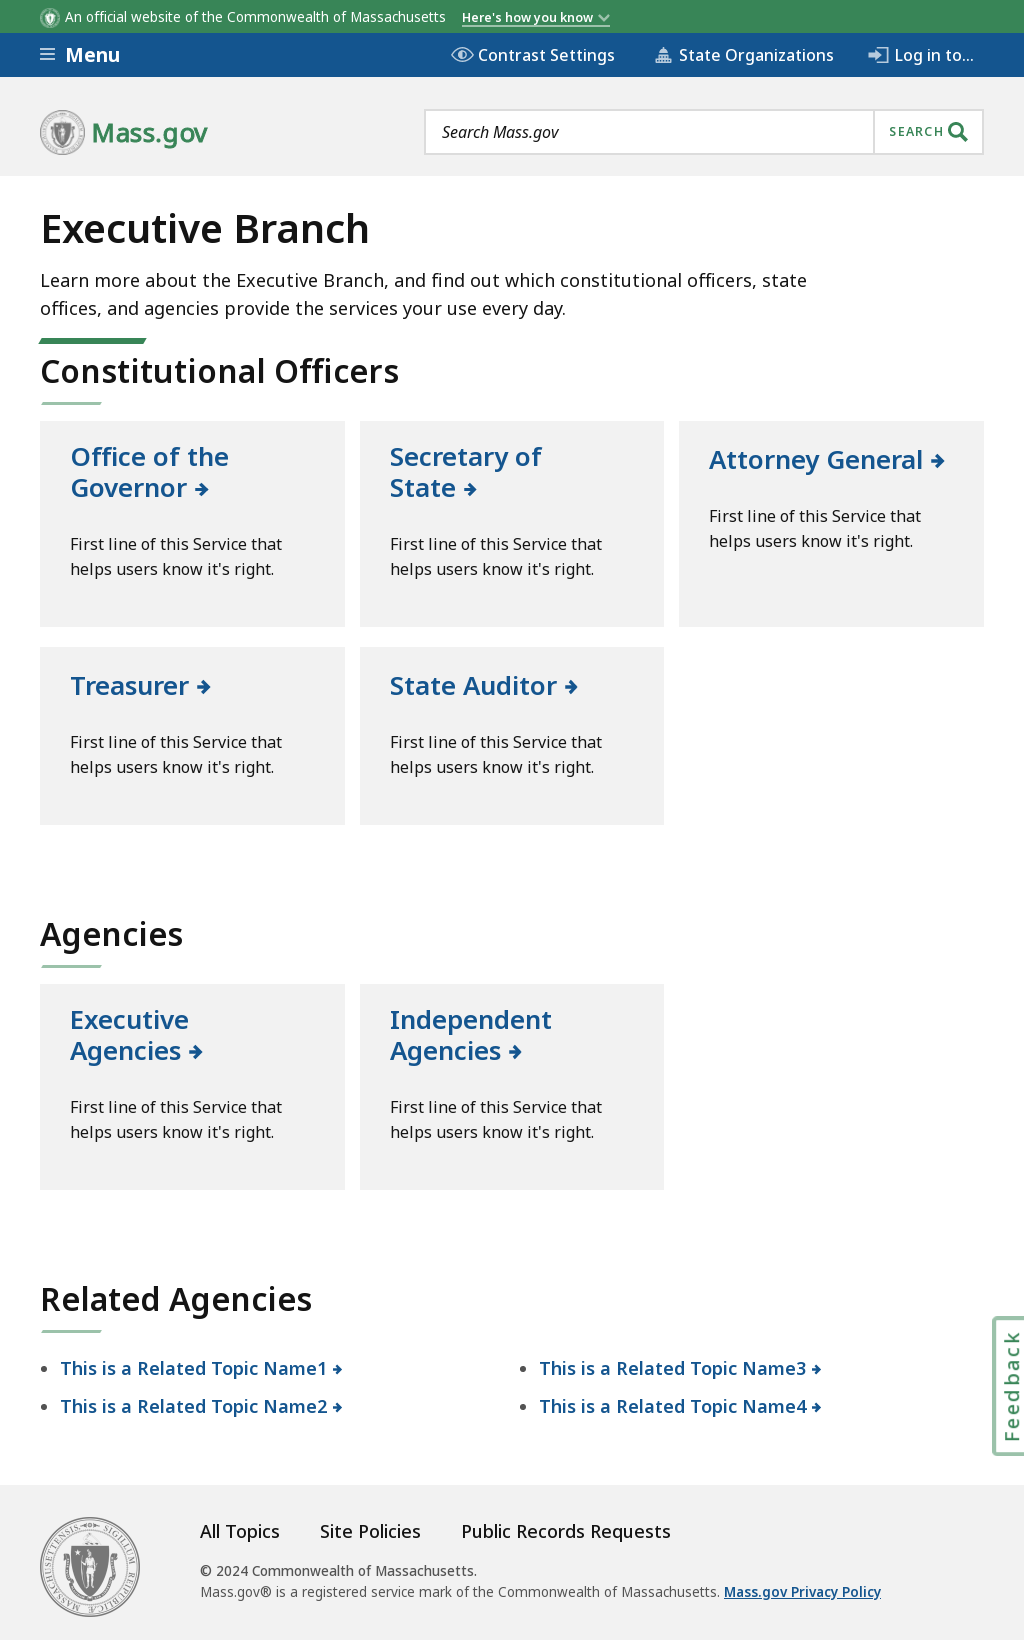 An official website of the Commonwealth of Massachusetts Here's how you know
Menu Contrast Settings State Organizations Log in to...
Mass.gov Search Mass.gov SEARCH
Executive Branch
Learn more about the Executive Branch, and find out which constitutional officers, state
offices, and agencies provide the services your use every day.
Constitutional Officers
Office of the
Governor
First line of this Service that
helps users know it's right.
Secretary of
State
First line of this Service that
helps users know it's right.
Attorney General
First line of this Service that
helps users know it's right.
Treasurer
First line of this Service that
helps users know it's right.
State Auditor
First line of this Service that
helps users know it's right.
Agencies
Executive
Agencies
First line of this Service that
helps users know it's right.
Independent
Agencies
First line of this Service that
helps users know it's right.
Related Agencies
This is a Related Topic Name1
This is a Related Topic Name2
This is a Related Topic Name3
This is a Related Topic Name4
Feedback
SIGILLUM REIPUBLICÆ MASSACHUSETTENSIS
All Topics Site Policies Public Records Requests
© 2024 Commonwealth of Massachusetts.
Mass.gov® is a registered service mark of the Commonwealth of Massachusetts. Mass.gov Privacy Policy